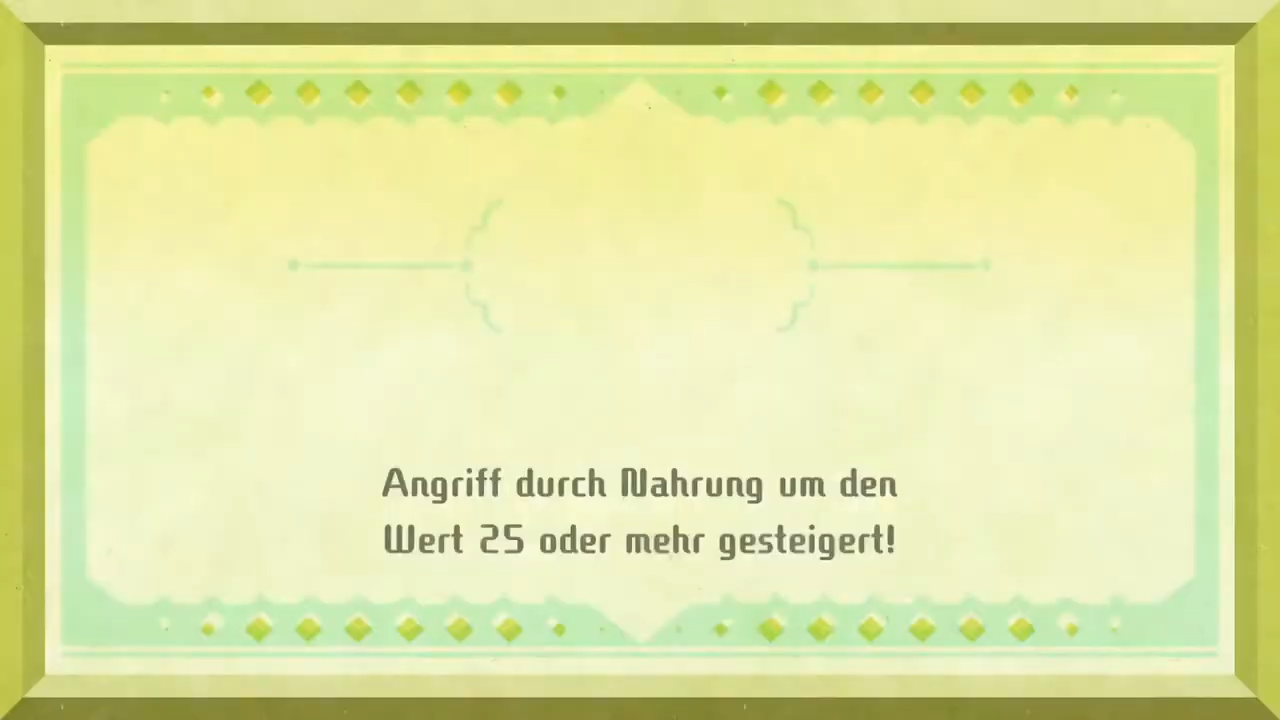 Angriff durch Nahrung um den
Wert 25 oder mehr gesteigert!